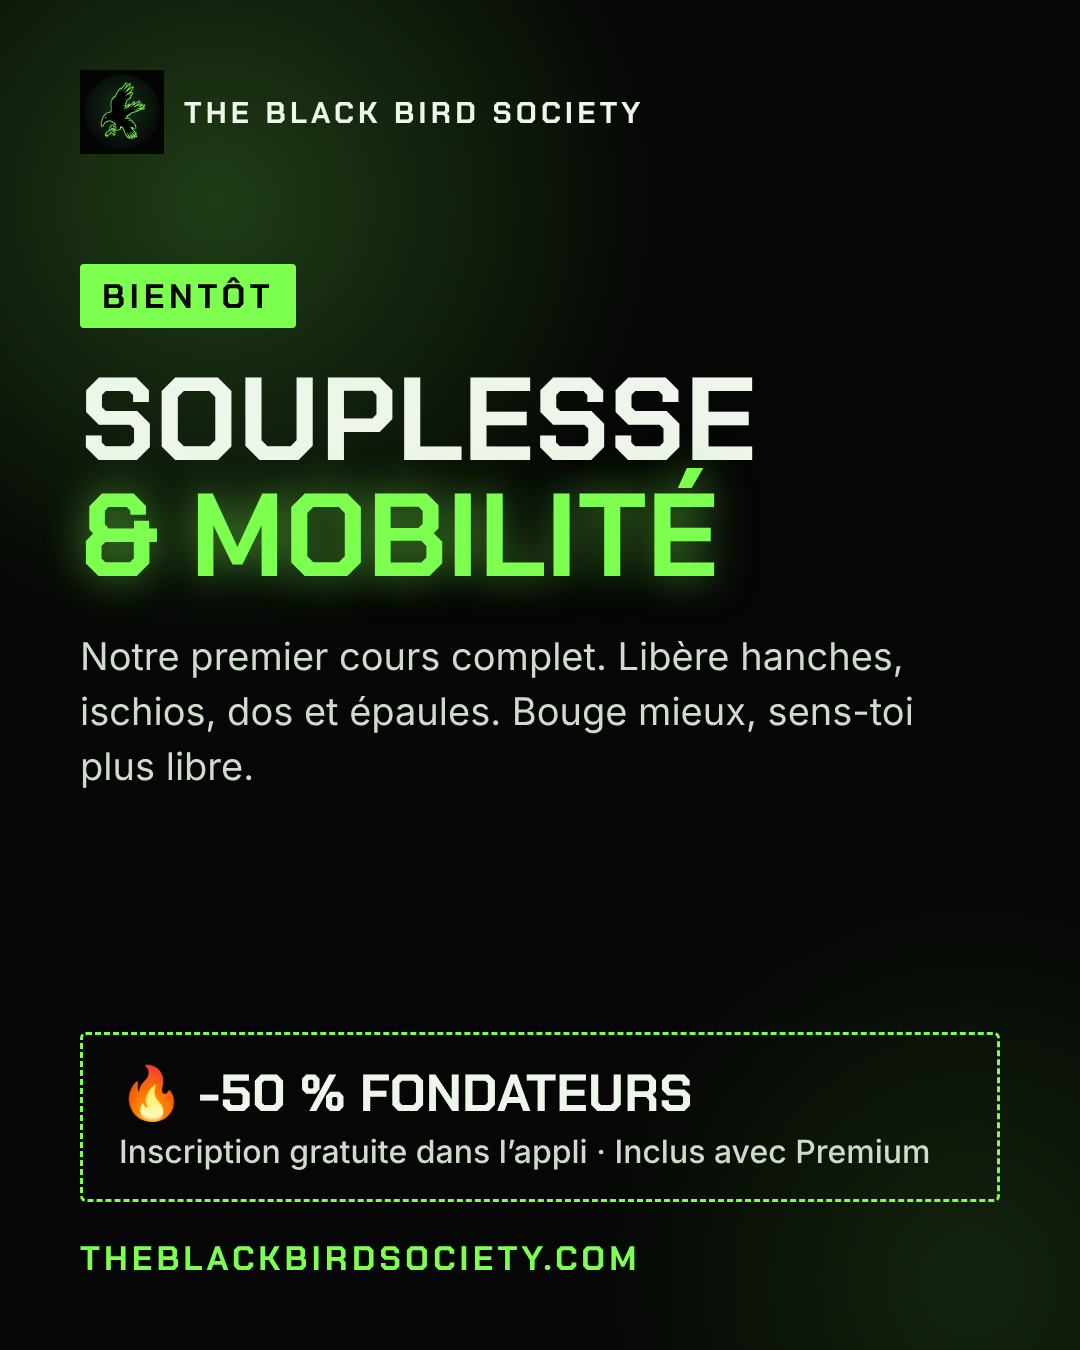 THE BLACK BIRD SOCIETY
BIENTÔT
SOUPLESSE
& MOBILITÉ
Notre premier cours complet. Libère hanches,
ischios, dos et épaules. Bouge mieux, sens-toi
plus libre.
🔥 -50 % FONDATEURS
Inscription gratuite dans l’appli · Inclus avec Premium
THEBLACKBIRDSOCIETY.COM